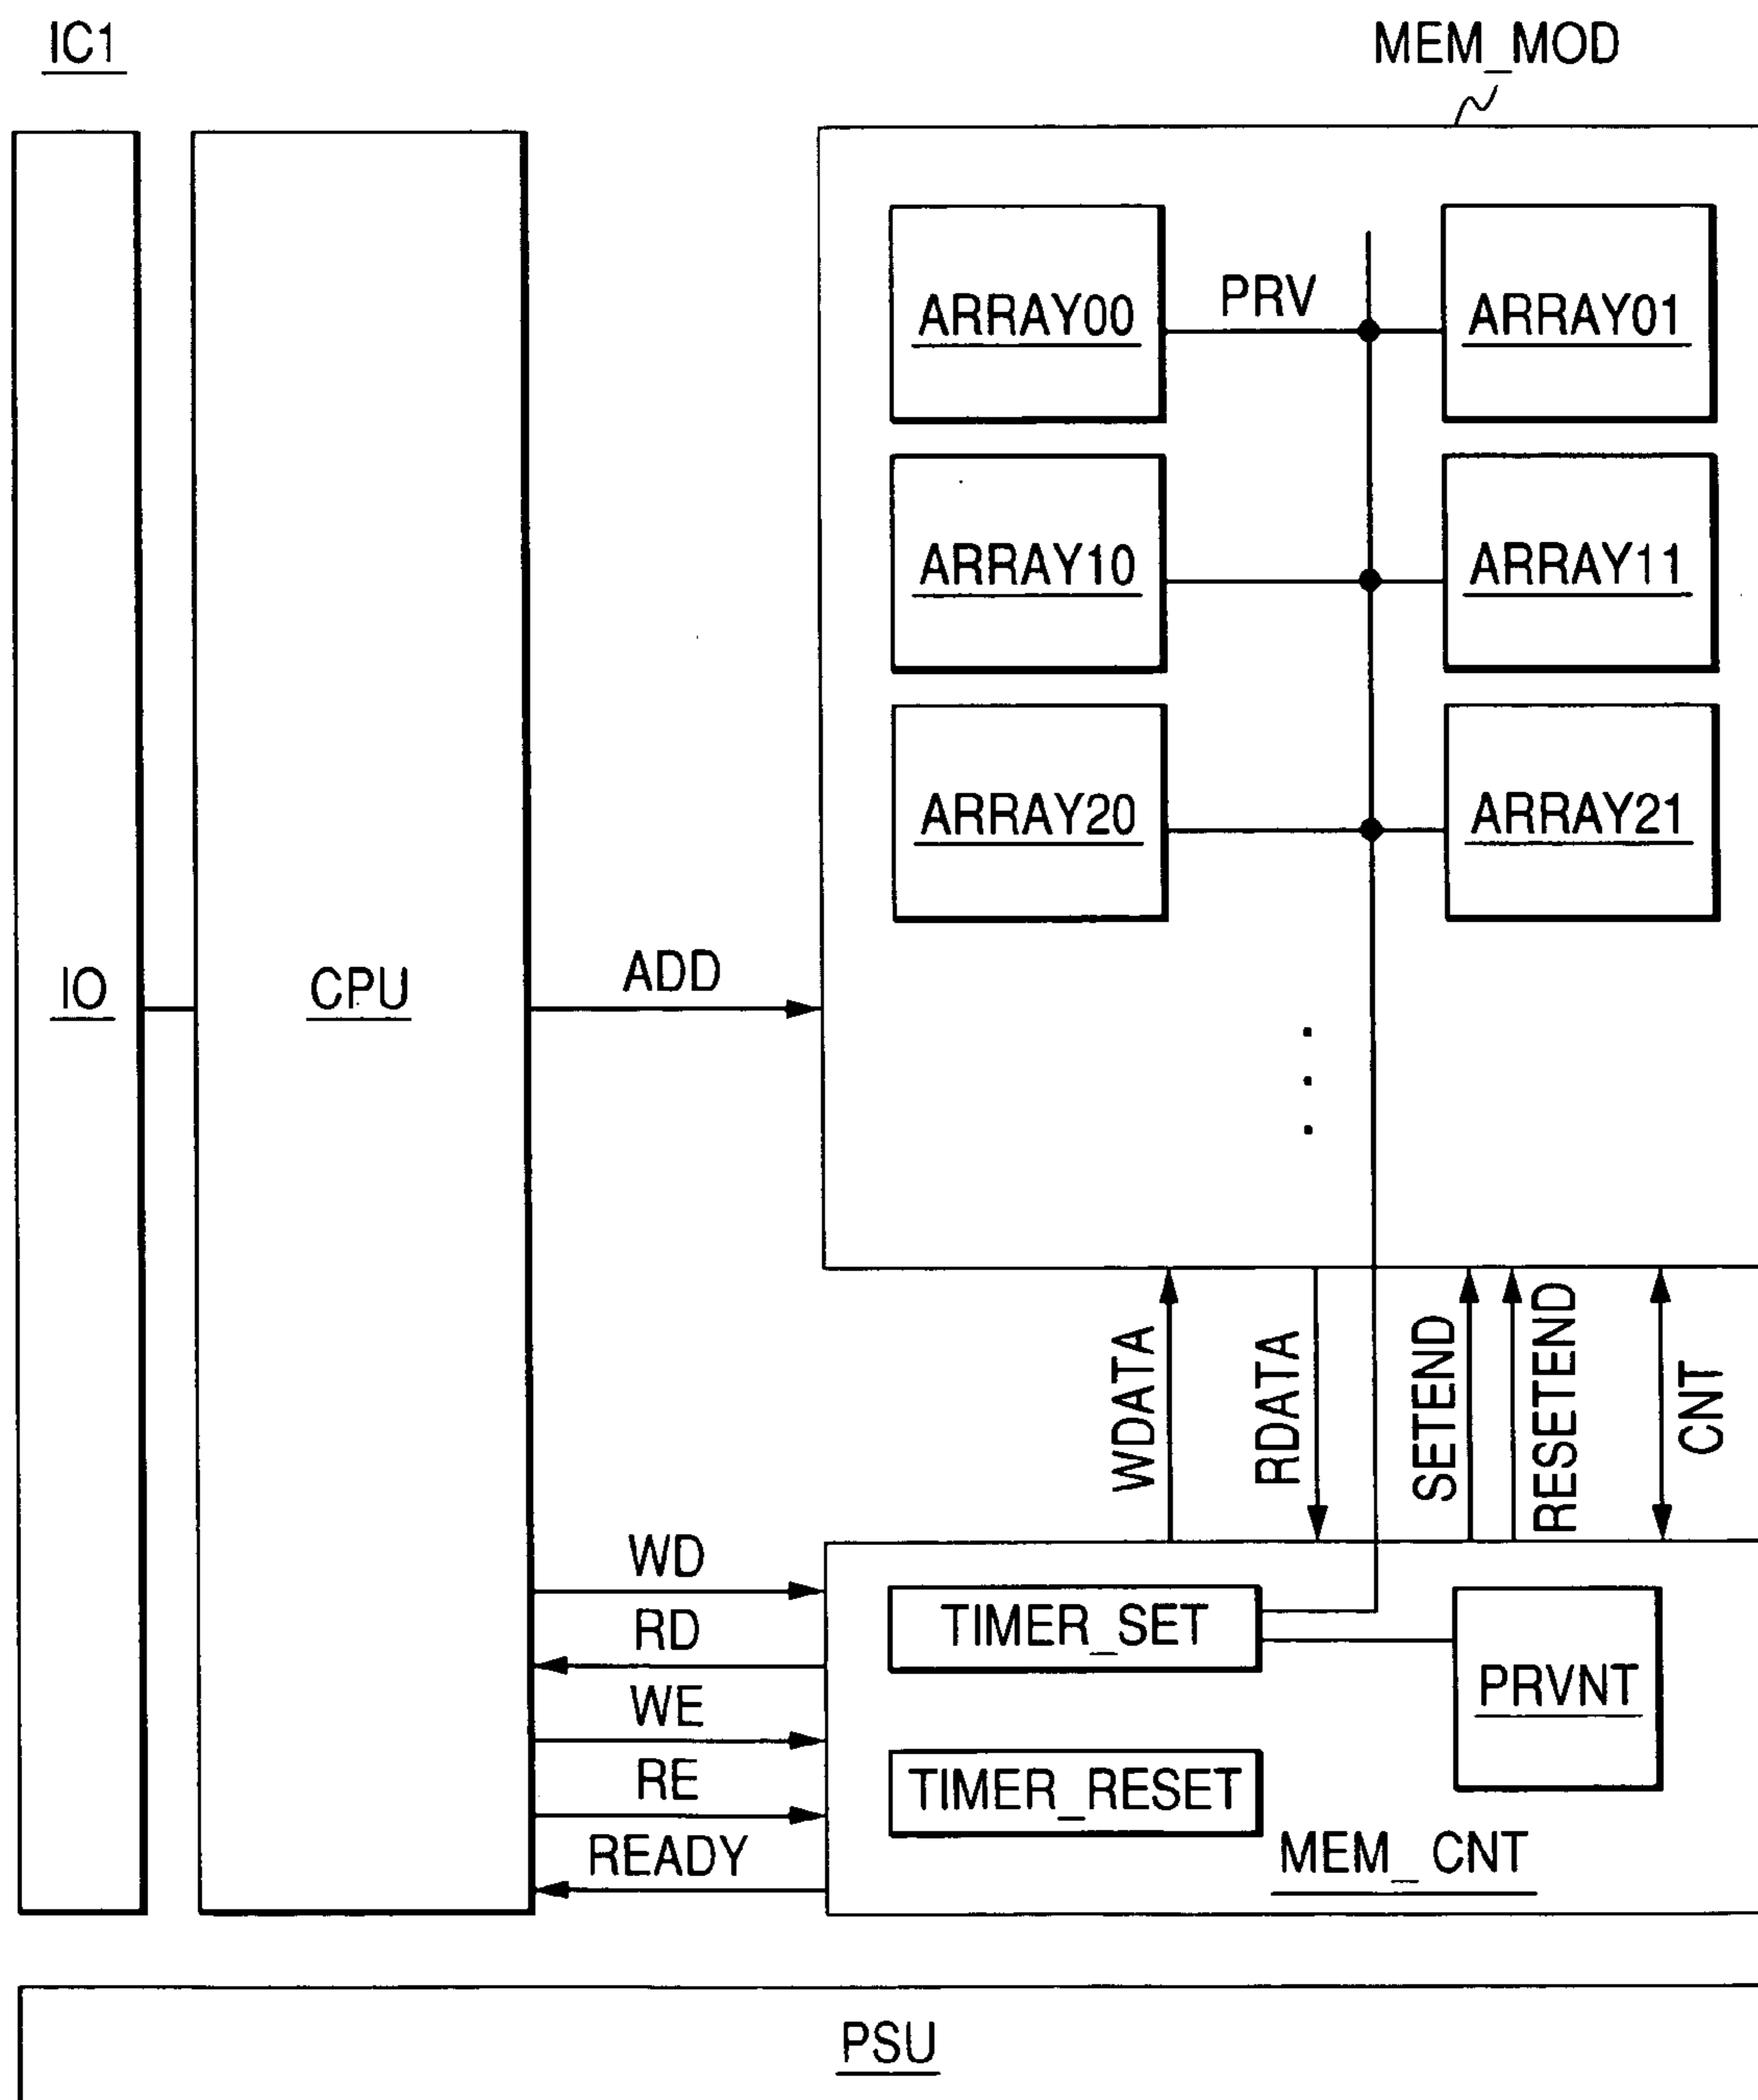 IC1
MEM_MOD
ARRAY00
PRV
ARRAY01
ARRAY10
ARRAY11
ARRAY20
ARRAY21
IO
CPU
ADD
WDATA
RDATA
SETEND
RESETEND
CNT
WD
RD
WE
RE
READY
TIMER_SET
PRVNT
TIMER_RESET
MEM_CNT
PSU